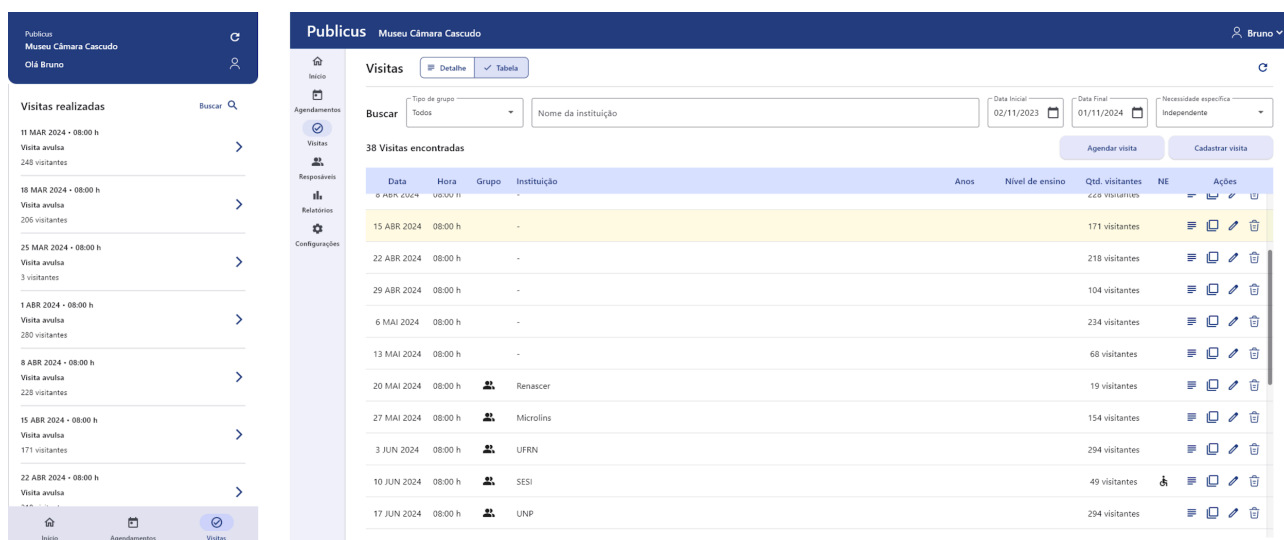 Publicus
Museu Câmara Cascudo
Olá Bruno
Visitas realizadas
Buscar
11 MAR 2024 • 08:00 h
Visita avulsa
248 visitantes
18 MAR 2024 • 08:00 h
Visita avulsa
206 visitantes
25 MAR 2024 • 08:00 h
Visita avulsa
3 visitantes
1 ABR 2024 • 08:00 h
Visita avulsa
280 visitantes
8 ABR 2024 • 08:00 h
Visita avulsa
228 visitantes
15 ABR 2024 • 08:00 h
Visita avulsa
171 visitantes
22 ABR 2024 • 08:00 h
Visita avulsa
Início Agendamentos Visitas
Publicus Museu Câmara Cascudo Bruno
Início
Agendamentos
Visitas
Resposáveis
Relatórios
Configurações
Visitas Detalhe Tabela
Buscar
Tipo de grupo
Todos
Nome da instituição
Data Inicial
02/11/2023
Data Final
01/11/2024
Necessidade específica
Independente
38 Visitas encontradas
Agendar visita Cadastrar visita
Data Hora Grupo Instituição Anos Nível de ensino Qtd. visitantes NE Ações
8 ABR 2024 08:00 h - 228 visitantes
15 ABR 2024 08:00 h - 171 visitantes
22 ABR 2024 08:00 h - 218 visitantes
29 ABR 2024 08:00 h - 104 visitantes
6 MAI 2024 08:00 h - 234 visitantes
13 MAI 2024 08:00 h - 68 visitantes
20 MAI 2024 08:00 h Renascer 19 visitantes
27 MAI 2024 08:00 h Microlins 154 visitantes
3 JUN 2024 08:00 h UFRN 294 visitantes
10 JUN 2024 08:00 h SESI 49 visitantes
17 JUN 2024 08:00 h UNP 294 visitantes